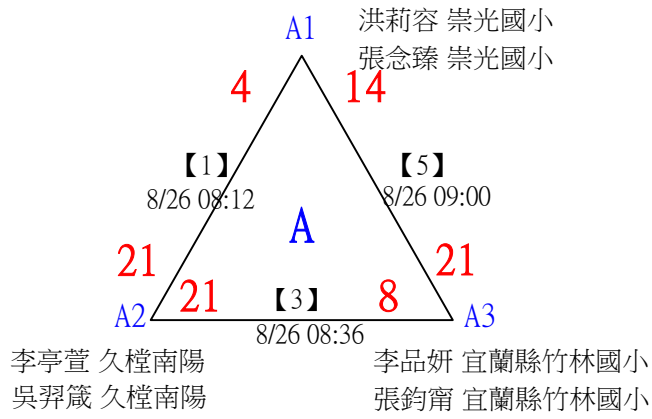 A1
洪莉容 崇光國小
張念臻 崇光國小
4
14
【1】
8/26 08:12
【5】
8/26 09:00
A
21
21
21
【3】
8
8/26 08:36
A2
A3
李亭萱 久樘南陽
吳羿箴 久樘南陽
李品妍 宜蘭縣竹林國小
張鈞甯 宜蘭縣竹林國小